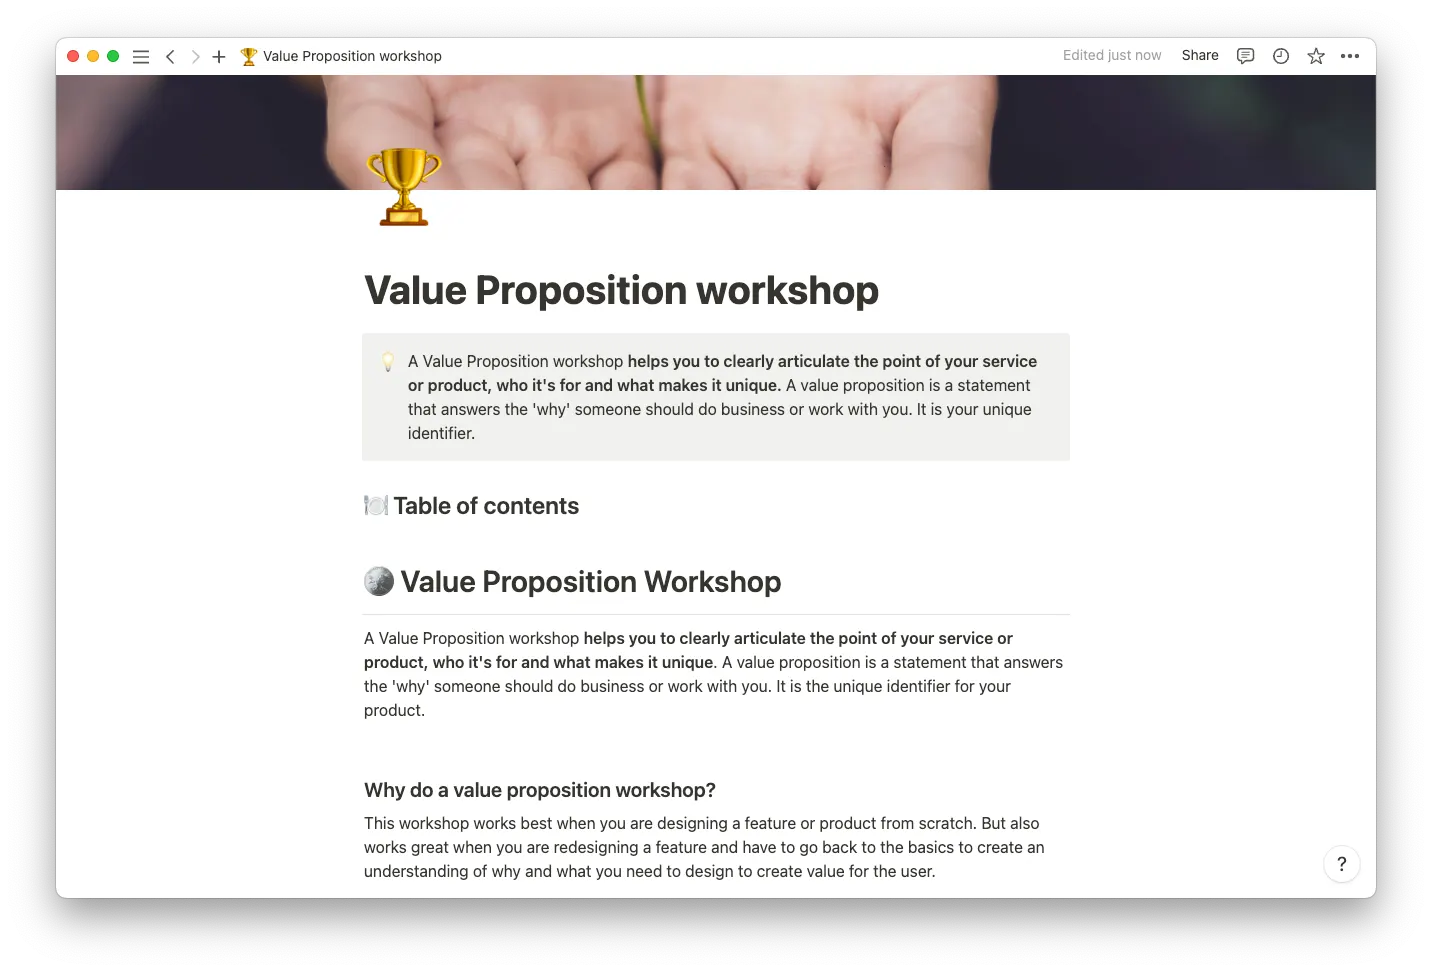 Value Proposition workshop
Edited just now
Share
Value Proposition workshop
A Value Proposition workshop helps you to clearly articulate the point of your service
or product, who it's for and what makes it unique. A value proposition is a statement
that answers the 'why' someone should do business or work with you. It is your unique
identifier.
Table of contents
Value Proposition Workshop
A Value Proposition workshop helps you to clearly articulate the point of your service or
product, who it's for and what makes it unique. A value proposition is a statement that answers
the 'why' someone should do business or work with you. It is the unique identifier for your
product.
Why do a value proposition workshop?
This workshop works best when you are designing a feature or product from scratch. But also
works great when you are redesigning a feature and have to go back to the basics to create an
understanding of why and what you need to design to create value for the user.
?